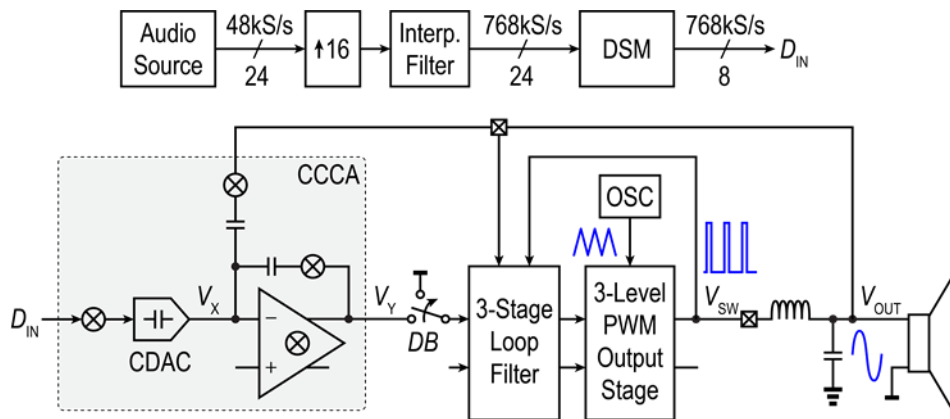 Audio Source
48kS/s
24
↑16
Interp. Filter
768kS/s
24
DSM
768kS/s
8
D_IN
CCCA
OSC
D_IN
CDAC
V_X
−
+
V_Y
DB
3-Stage Loop Filter
3-Level PWM Output Stage
V_SW
V_OUT